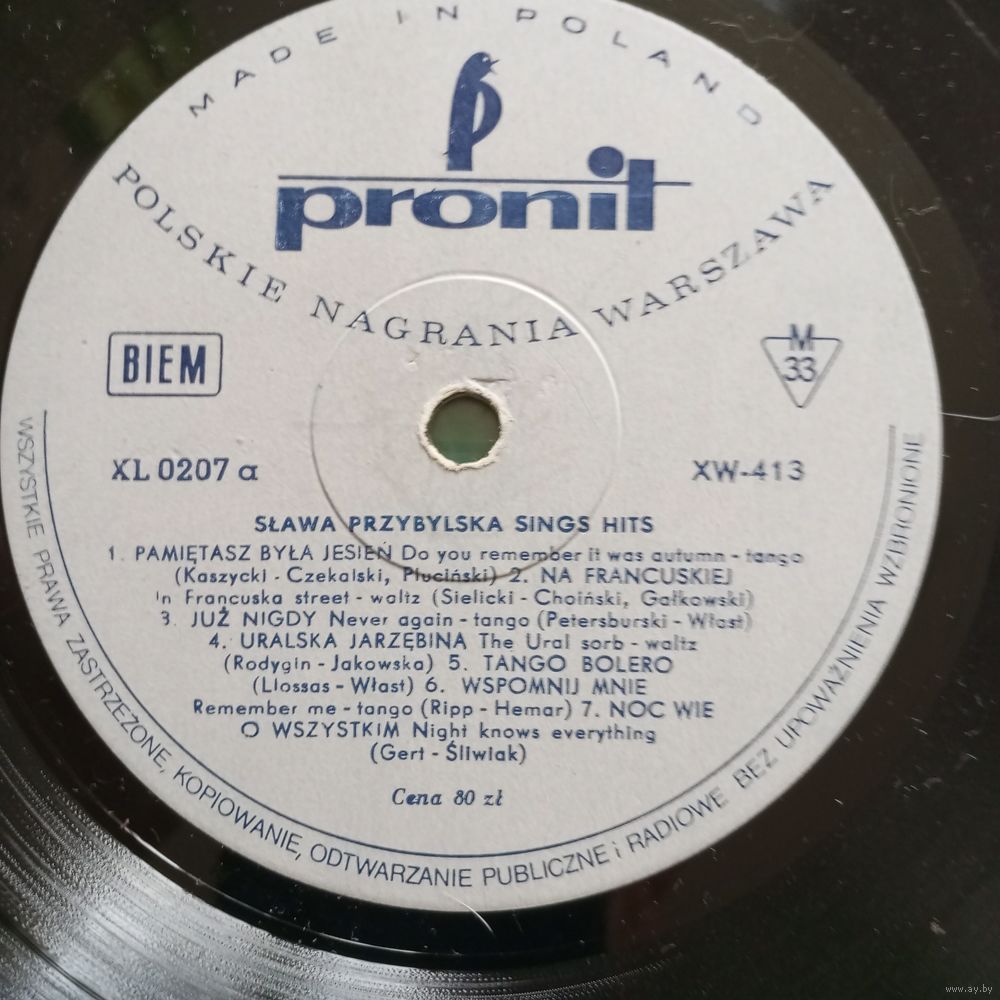 MADE IN POLAND
pronit
POLSKIE NAGRANIA WARSZAWA
BIEM
M
33
XL 0207 a
XW-413
SŁAWA PRZYBYLSKA SINGS HITS
1. PAMIĘTASZ BYŁA JESIEŃ Do you remember it was autumn - tango
(Kaszycki - Czekalski, Pluciński) 2. NA FRANCUSKIEJ
In Francuska street - waltz (Sielicki - Choiński, Gałkowski)
3. JUŻ NIGDY Never again - tango (Petersburski - Włast)
4. URALSKA JARZĘBINA The Ural sorb - waltz
(Rodygin - Jakowska) 5. TANGO BOLERO
(Llossas - Włast) 6. WSPOMNIJ MNIE
Remember me - tango (Ripp - Hemar) 7. NOC WIE
O WSZYSTKIM Night knows everything
(Gert - Śliwiak)
Cena 80 zł
WSZYSTKIE PRAWA ZASTRZEŻONE, KOPIOWANIE, ODTWARZANIE PUBLICZNE i RADIOWE BEZ UPOWAŻNIENIA WZBRONIONE
www.ay.by